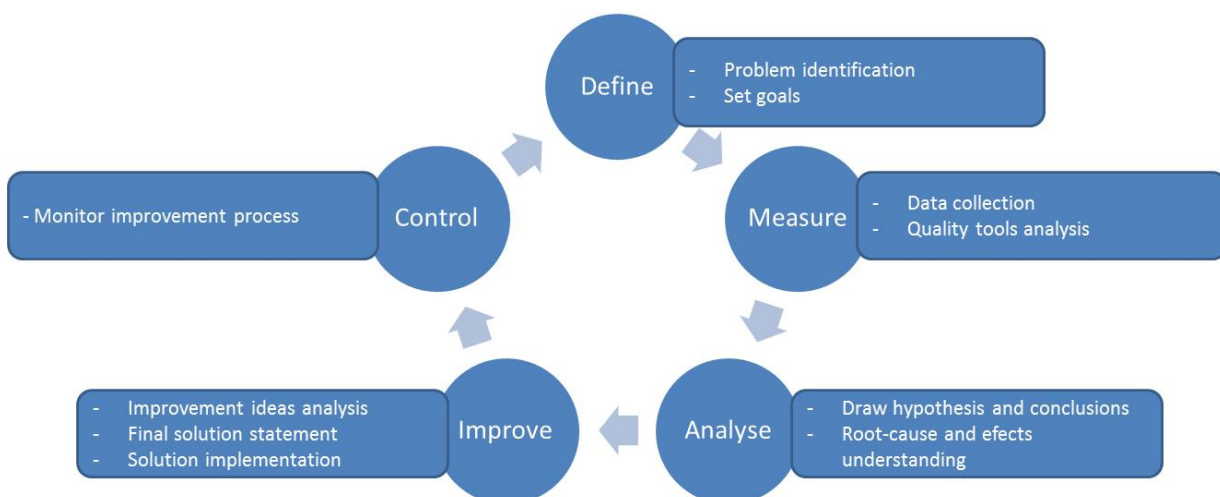 Define
- Problem identification
- Set goals
Measure
- Data collection
- Quality tools analysis
Analyse
- Draw hypothesis and conclusions
- Root-cause and efects
understanding
Improve
- Improvement ideas analysis
- Final solution statement
- Solution implementation
Control
- Monitor improvement process